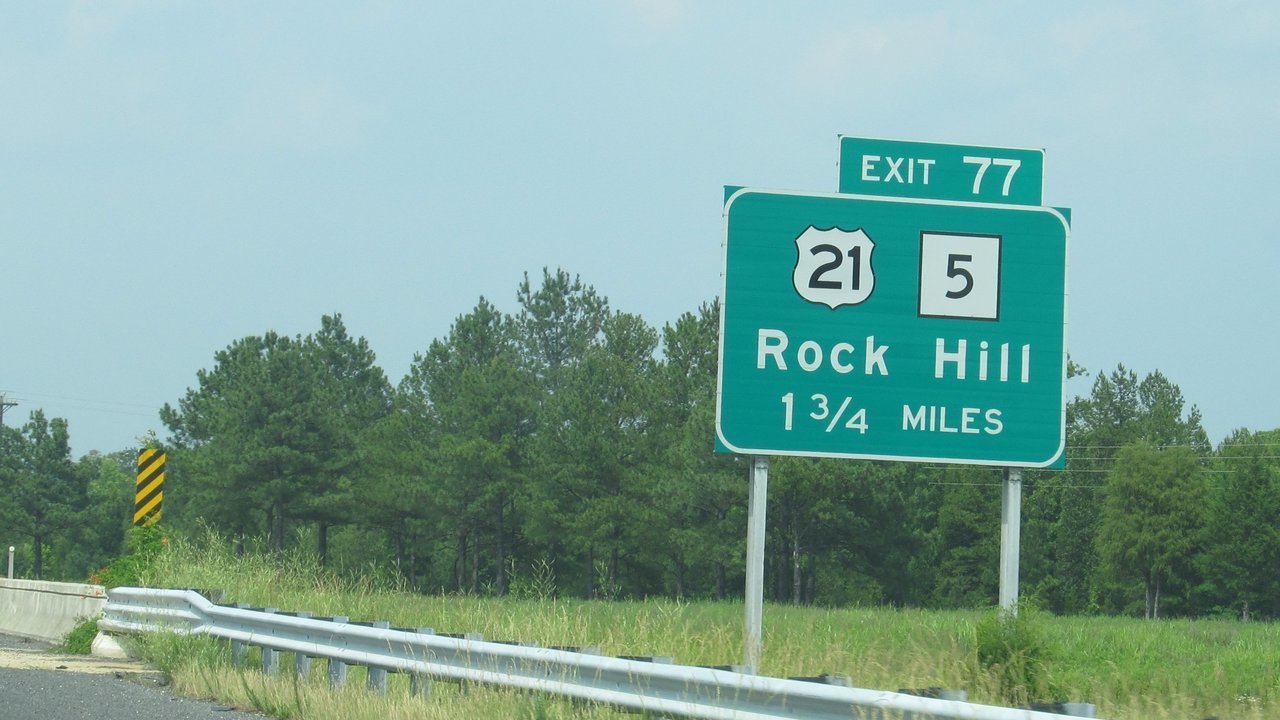 EXIT 77
21 5
Rock Hill
1 3/4 MILES